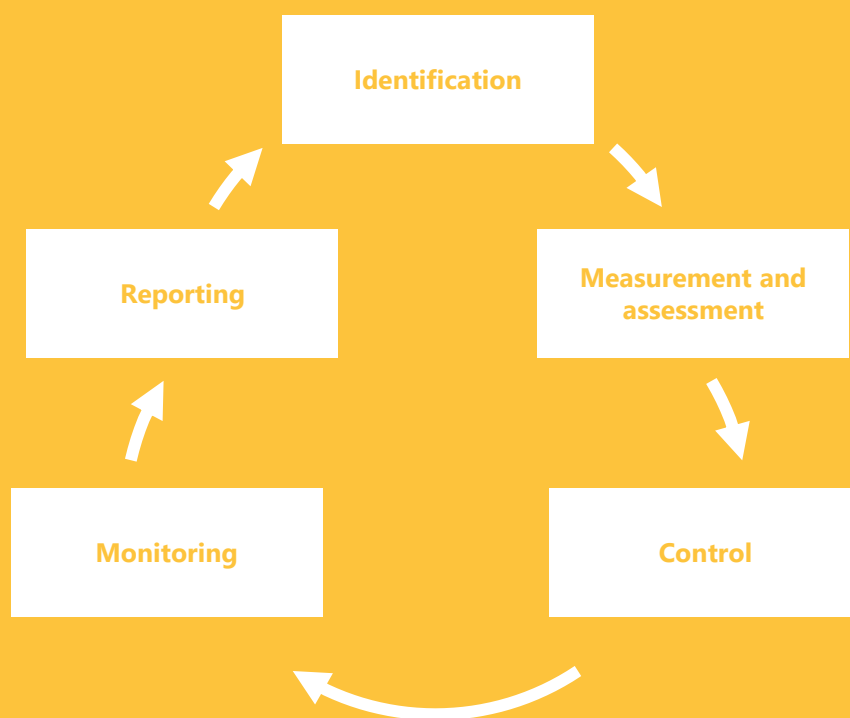 Identification
Reporting
Measurement and
assessment
Monitoring
Control